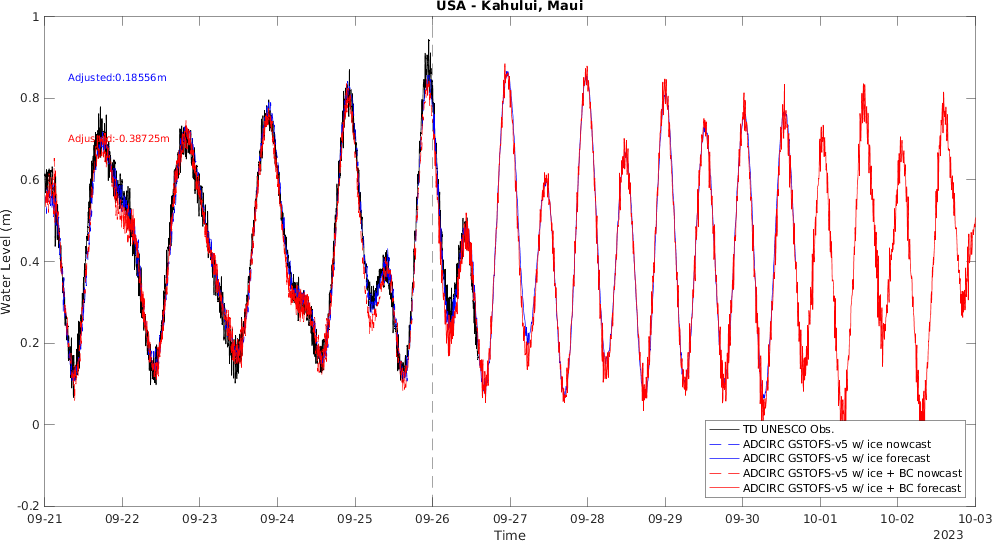 USA - Kahului, Maui
1
0.8
0.6
0.4
0.2
0
-0.2
Water Level (m)
Adjusted:0.18556m
Adjusted:-0.38725m
TD UNESCO Obs.
ADCIRC GSTOFS-v5 w/ ice nowcast
ADCIRC GSTOFS-v5 w/ ice forecast
ADCIRC GSTOFS-v5 w/ ice + BC nowcast
ADCIRC GSTOFS-v5 w/ ice + BC forecast
09-21 09-22 09-23 09-24 09-25 09-26 09-27 09-28 09-29 09-30 10-01 10-02 10-03
Time
2023